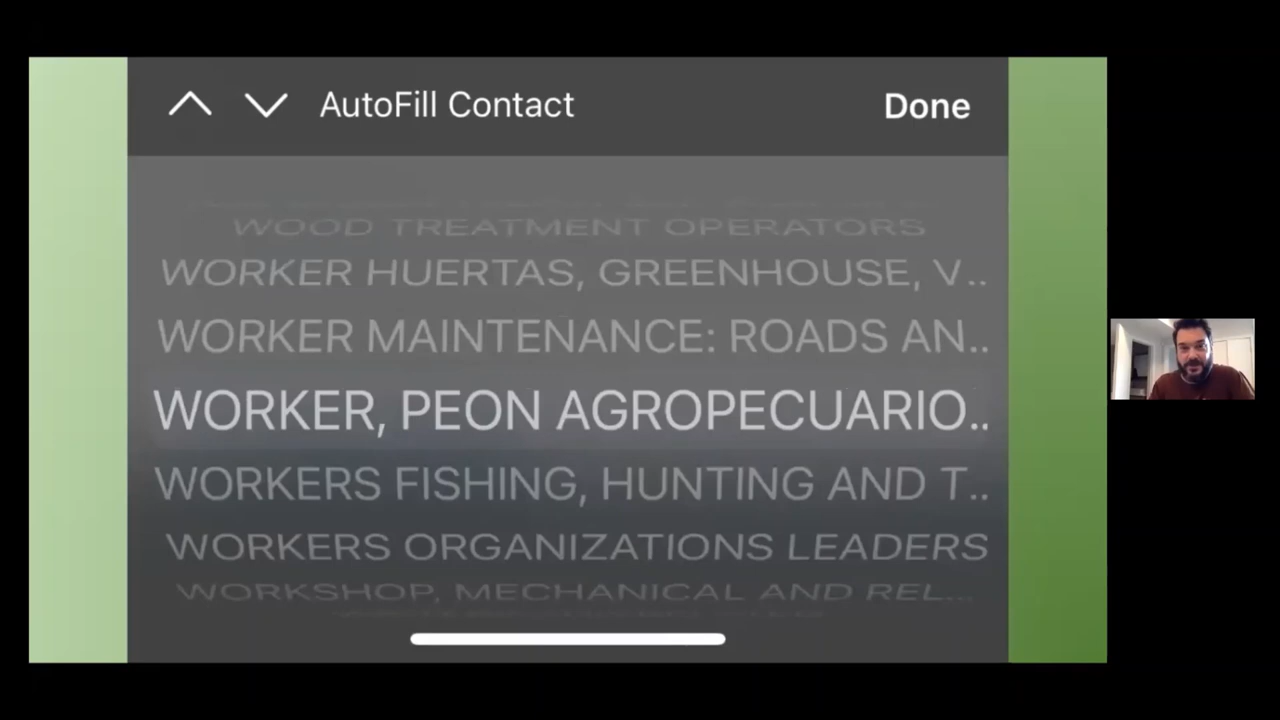 AutoFill Contact
Done
WOOD TREATMENT OPERATORS
WORKER HUERTAS, GREENHOUSE, V..
WORKER MAINTENANCE: ROADS AN..
WORKER, PEON AGROPECUARIO..
WORKERS FISHING, HUNTING AND T..
WORKERS ORGANIZATIONS LEADERS
WORKSHOP, MECHANICAL AND REL...